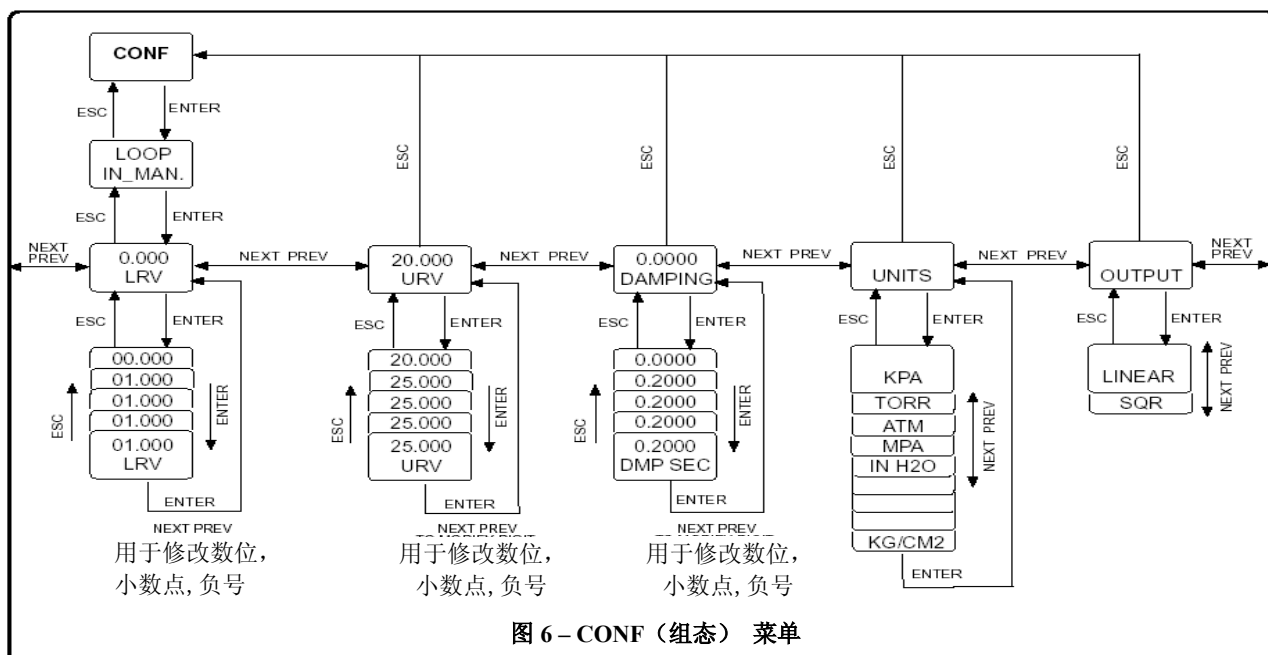 CONF
ESC
ENTER
LOOP
IN_MAN.
ESC
ENTER
ESC
ESC
ESC
ESC
NEXT
PREV
0.000
LRV
NEXT PREV
20.000
URV
NEXT PREV
0.0000
DAMPING
NEXT PREV
UNITS
NEXT PREV
OUTPUT
NEXT
PREV
ESC
ENTER
00.000
01.000
01.000
01.000
01.000
LRV
ESC
ENTER
ENTER
NEXT PREV
用于修改数位，
小数点, 负号
ESC
ENTER
20.000
25.000
25.000
25.000
25.000
URV
ESC
ENTER
ENTER
NEXT PREV
用于修改数位，
小数点, 负号
ESC
ENTER
0.0000
0.2000
0.2000
0.2000
0.2000
DMP SEC
ESC
ENTER
ENTER
NEXT PREV
用于修改数位，
小数点, 负号
ESC
ENTER
KPA
TORR
ATM
MPA
IN H2O
KG/CM2
NEXT PREV
ENTER
ESC
ENTER
LINEAR
SQR
NEXT PREV
图 6 – CONF（组态） 菜单